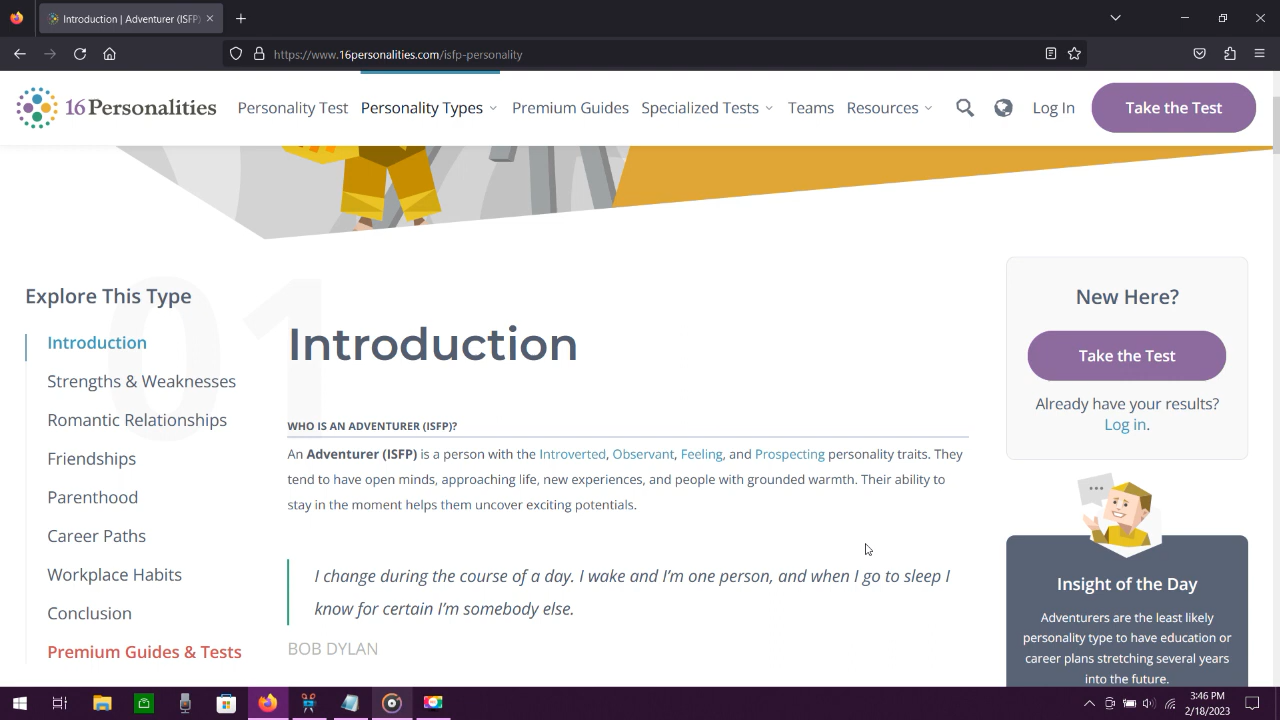 Introduction | Adventurer (ISFP)
https://www.16personalities.com/isfp-personality
16Personalities
Personality Test
Personality Types
Premium Guides
Specialized Tests
Teams
Resources
Log In
Take the Test
01
Explore This Type
Introduction
Strengths & Weaknesses
Romantic Relationships
Friendships
Parenthood
Career Paths
Workplace Habits
Conclusion
Premium Guides & Tests
Introduction
WHO IS AN ADVENTURER (ISFP)?
An Adventurer (ISFP) is a person with the Introverted, Observant, Feeling, and Prospecting personality traits. They
tend to have open minds, approaching life, new experiences, and people with grounded warmth. Their ability to
stay in the moment helps them uncover exciting potentials.
I change during the course of a day. I wake and I'm one person, and when I go to sleep I
know for certain I'm somebody else.
BOB DYLAN
New Here?
Take the Test
Already have your results?
Log in.
Insight of the Day
Adventurers are the least likely
personality type to have education or
career plans stretching several years
into the future.
3:46 PM
2/18/2023